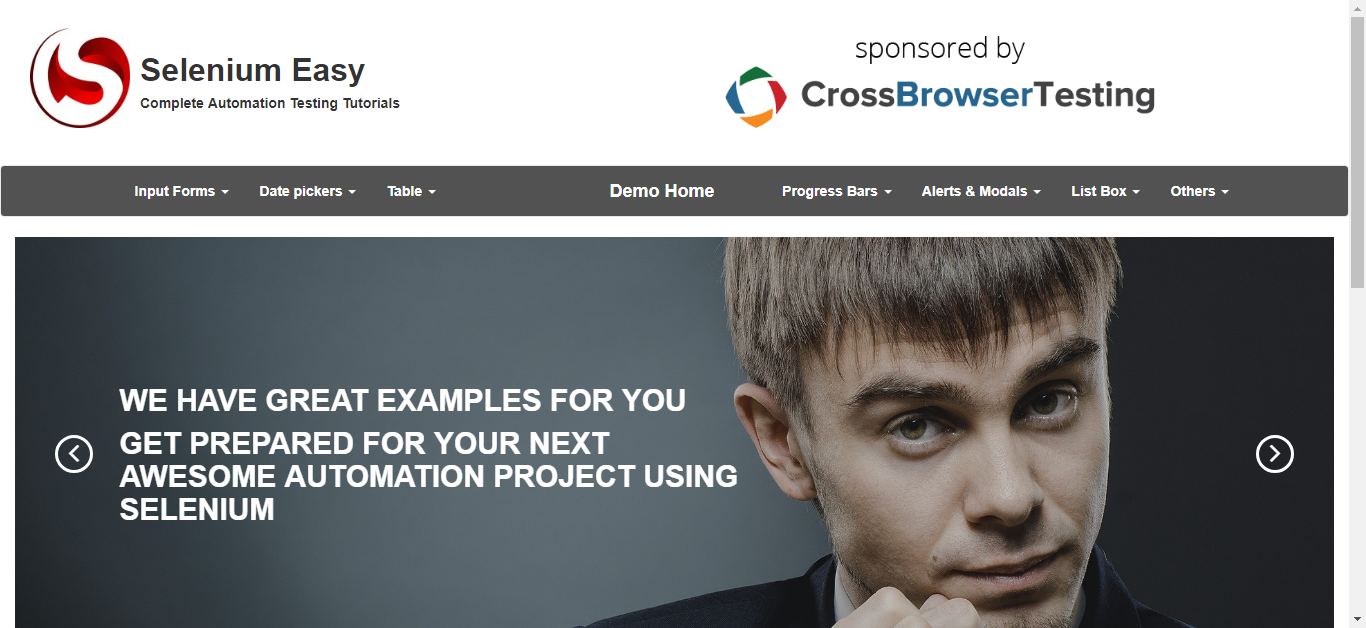 Selenium Easy
Complete Automation Testing Tutorials
sponsored by
CrossBrowserTesting
Input Forms
Date pickers
Table
Demo Home
Progress Bars
Alerts & Modals
List Box
Others
WE HAVE GREAT EXAMPLES FOR YOU
GET PREPARED FOR YOUR NEXT
AWESOME AUTOMATION PROJECT USING
SELENIUM